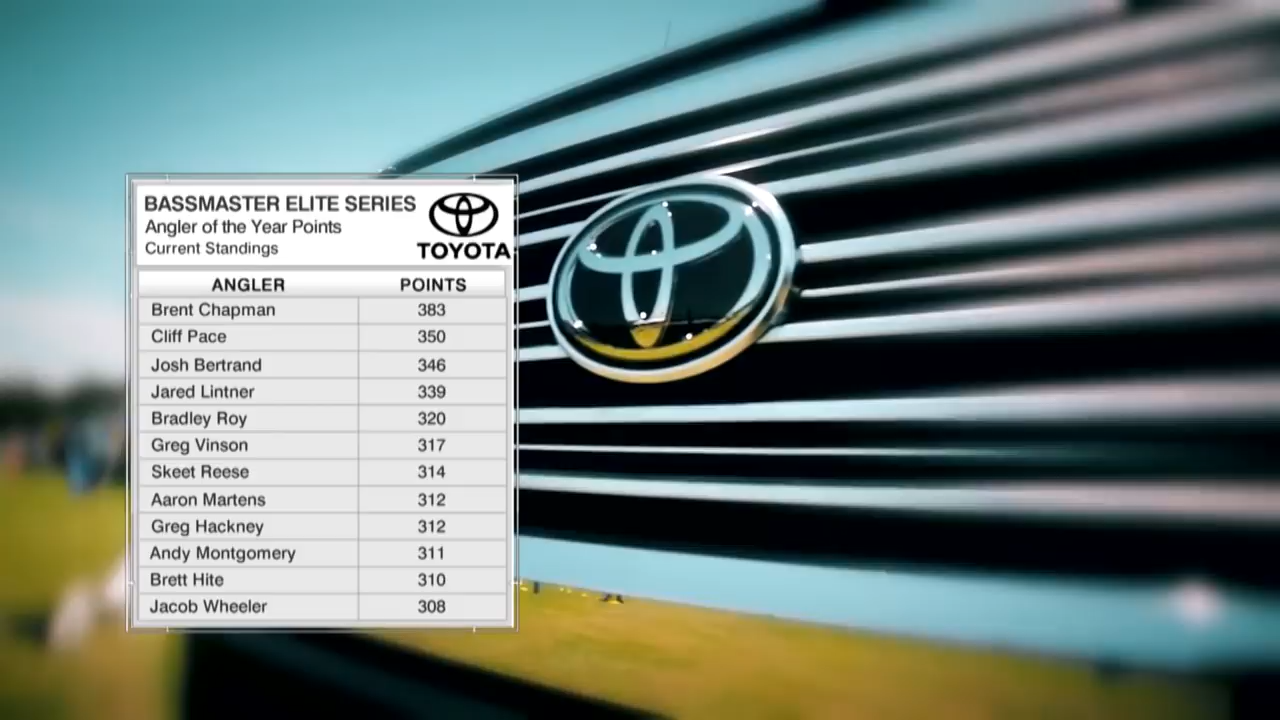 BASSMASTER ELITE SERIES
Angler of the Year Points
Current Standings
TOYOTA
ANGLER POINTS
Brent Chapman 383
Cliff Pace 350
Josh Bertrand 346
Jared Lintner 339
Bradley Roy 320
Greg Vinson 317
Skeet Reese 314
Aaron Martens 312
Greg Hackney 312
Andy Montgomery 311
Brett Hite 310
Jacob Wheeler 308